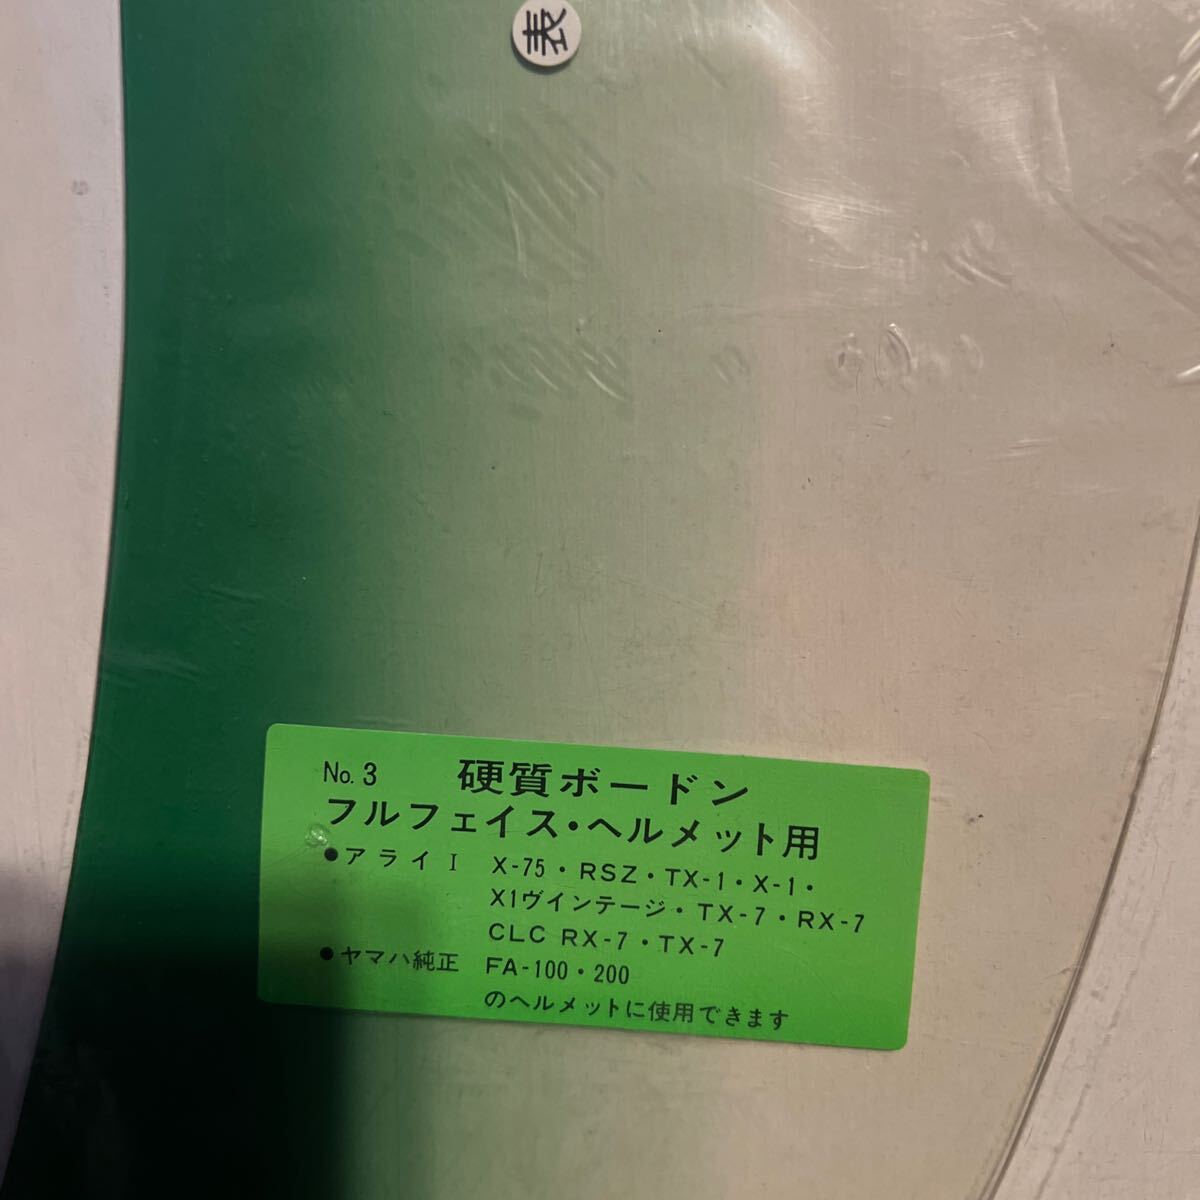 表
No. 3 硬質ボードン
フルフェイス・ヘルメット用
●アライI X-75・RSZ・TX-1・X-1・
X1ヴインテージ・TX-7・RX-7
CLC RX-7・TX-7
●ヤマハ純正 FA-100・200
のヘルメットに使用できます